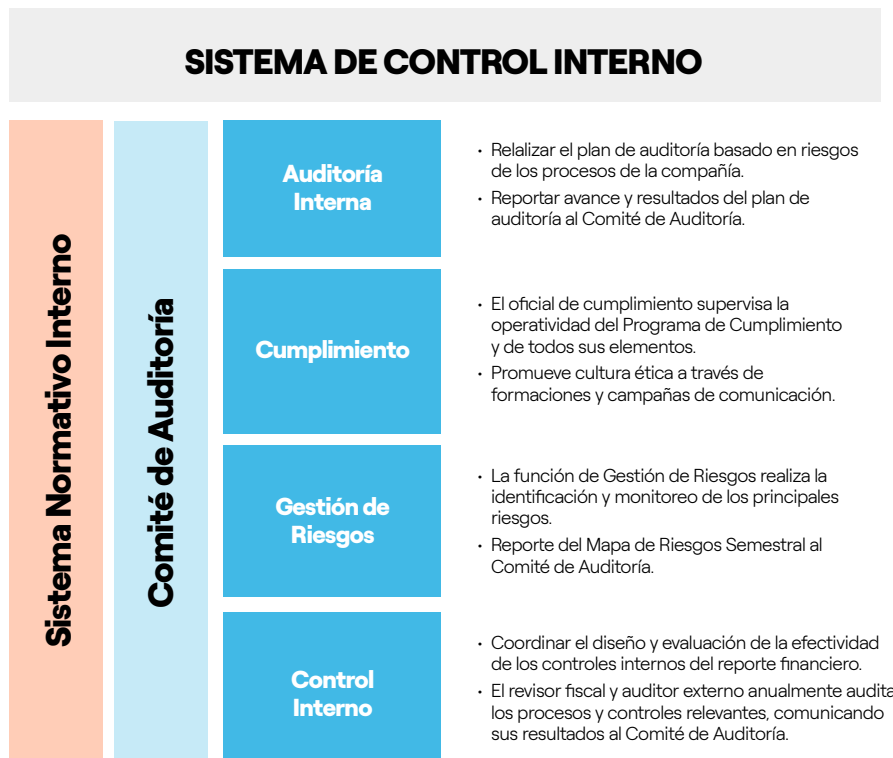 SISTEMA DE CONTROL INTERNO
Sistema Normativo Interno
Comité de Auditoría
Auditoría
Interna
• Relalizar el plan de auditoría basado en riesgos
de los procesos de la compañía.
• Reportar avance y resultados del plan de
auditoría al Comité de Auditoría.
Cumplimiento
• El oficial de cumplimiento supervisa la
operatividad del Programa de Cumplimiento
y de todos sus elementos.
• Promueve cultura ética a través de
formaciones y campañas de comunicación.
Gestión de
Riesgos
• La función de Gestión de Riesgos realiza la
identificación y monitoreo de los principales
riesgos.
• Reporte del Mapa de Riesgos Semestral al
Comité de Auditoría.
Control
Interno
• Coordinar el diseño y evaluación de la efectividad
de los controles internos del reporte financiero.
• El revisor fiscal y auditor externo anualmente audita
los procesos y controles relevantes, comunicando
sus resultados al Comité de Auditoría.